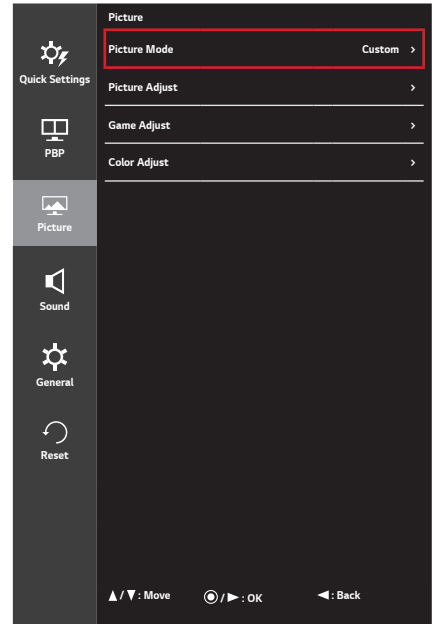 Picture
Picture Mode Custom >
Quick Settings
Picture Adjust >
Game Adjust >
PBP
Color Adjust >
Picture
Sound
General
Reset
▲/▼: Move ◉/►: OK ◄: Back